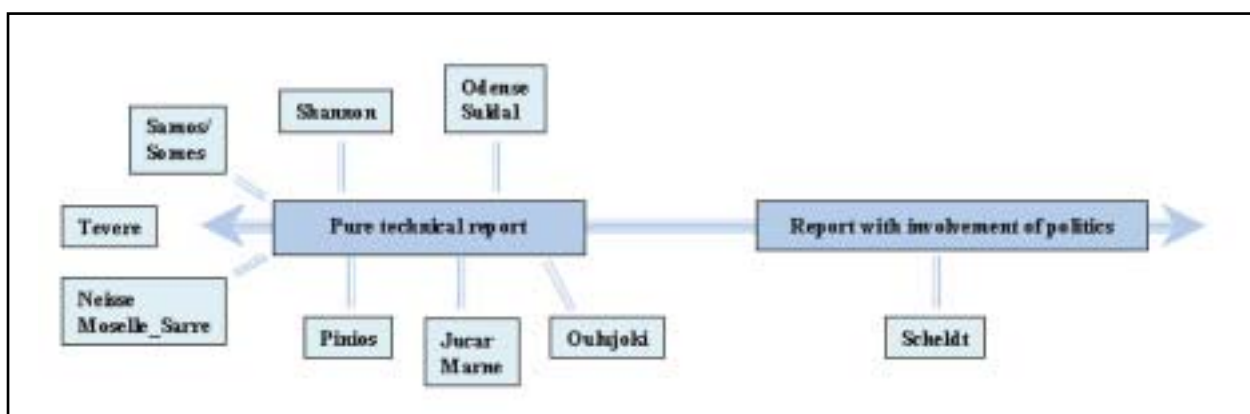 Odense
Suldal
Shannon
Samos/
Somes
Tevere
Pure technical report
Report with involvement of politics
Neisse
Moselle_Sarre
Pinios
Jucar
Marne
Oulujoki
Scheldt